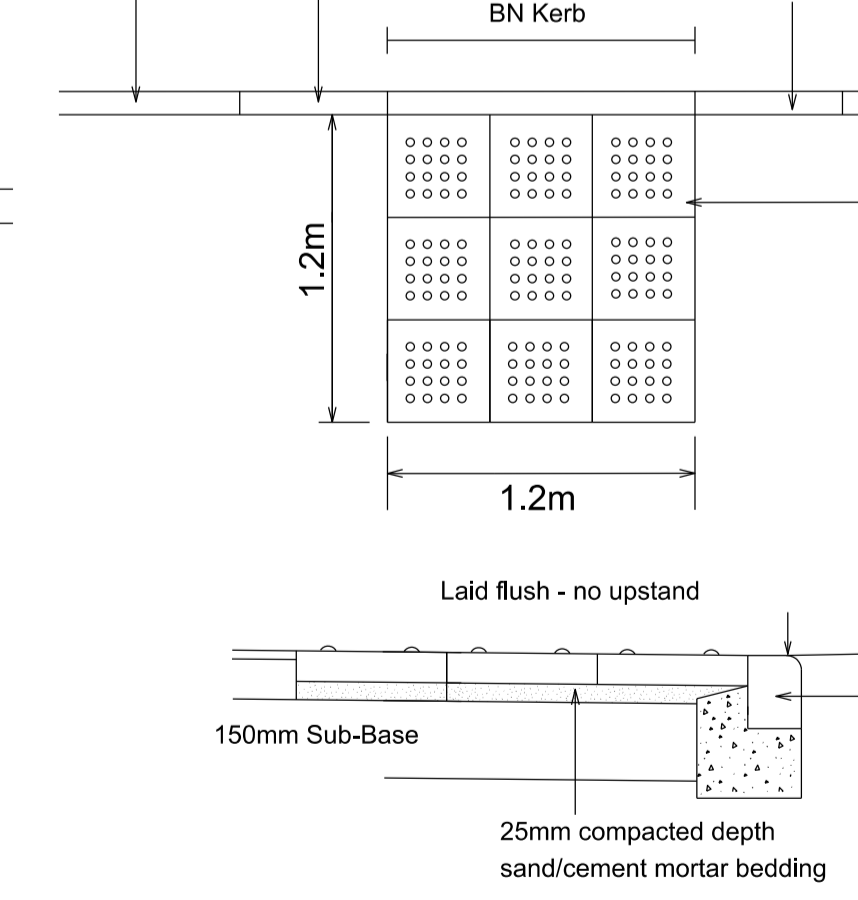 BN Kerb
1.2m
1.2m
Laid flush - no upstand
150mm Sub-Base
25mm compacted depth
sand/cement mortar bedding